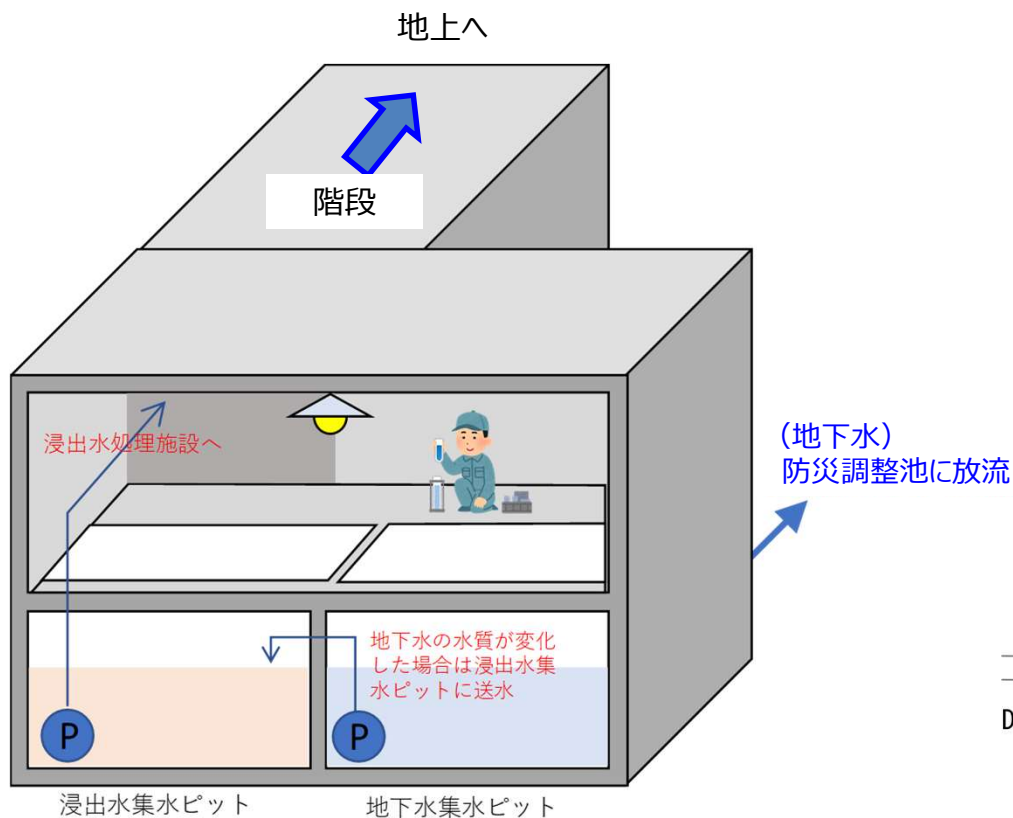 地上へ
階段
浸出水処理施設へ
（地下水）
防災調整池に放流
地下水の水質が変化
した場合は浸出水集
水ピットに送水
P
P
D
浸出水集水ピット
地下水集水ピット